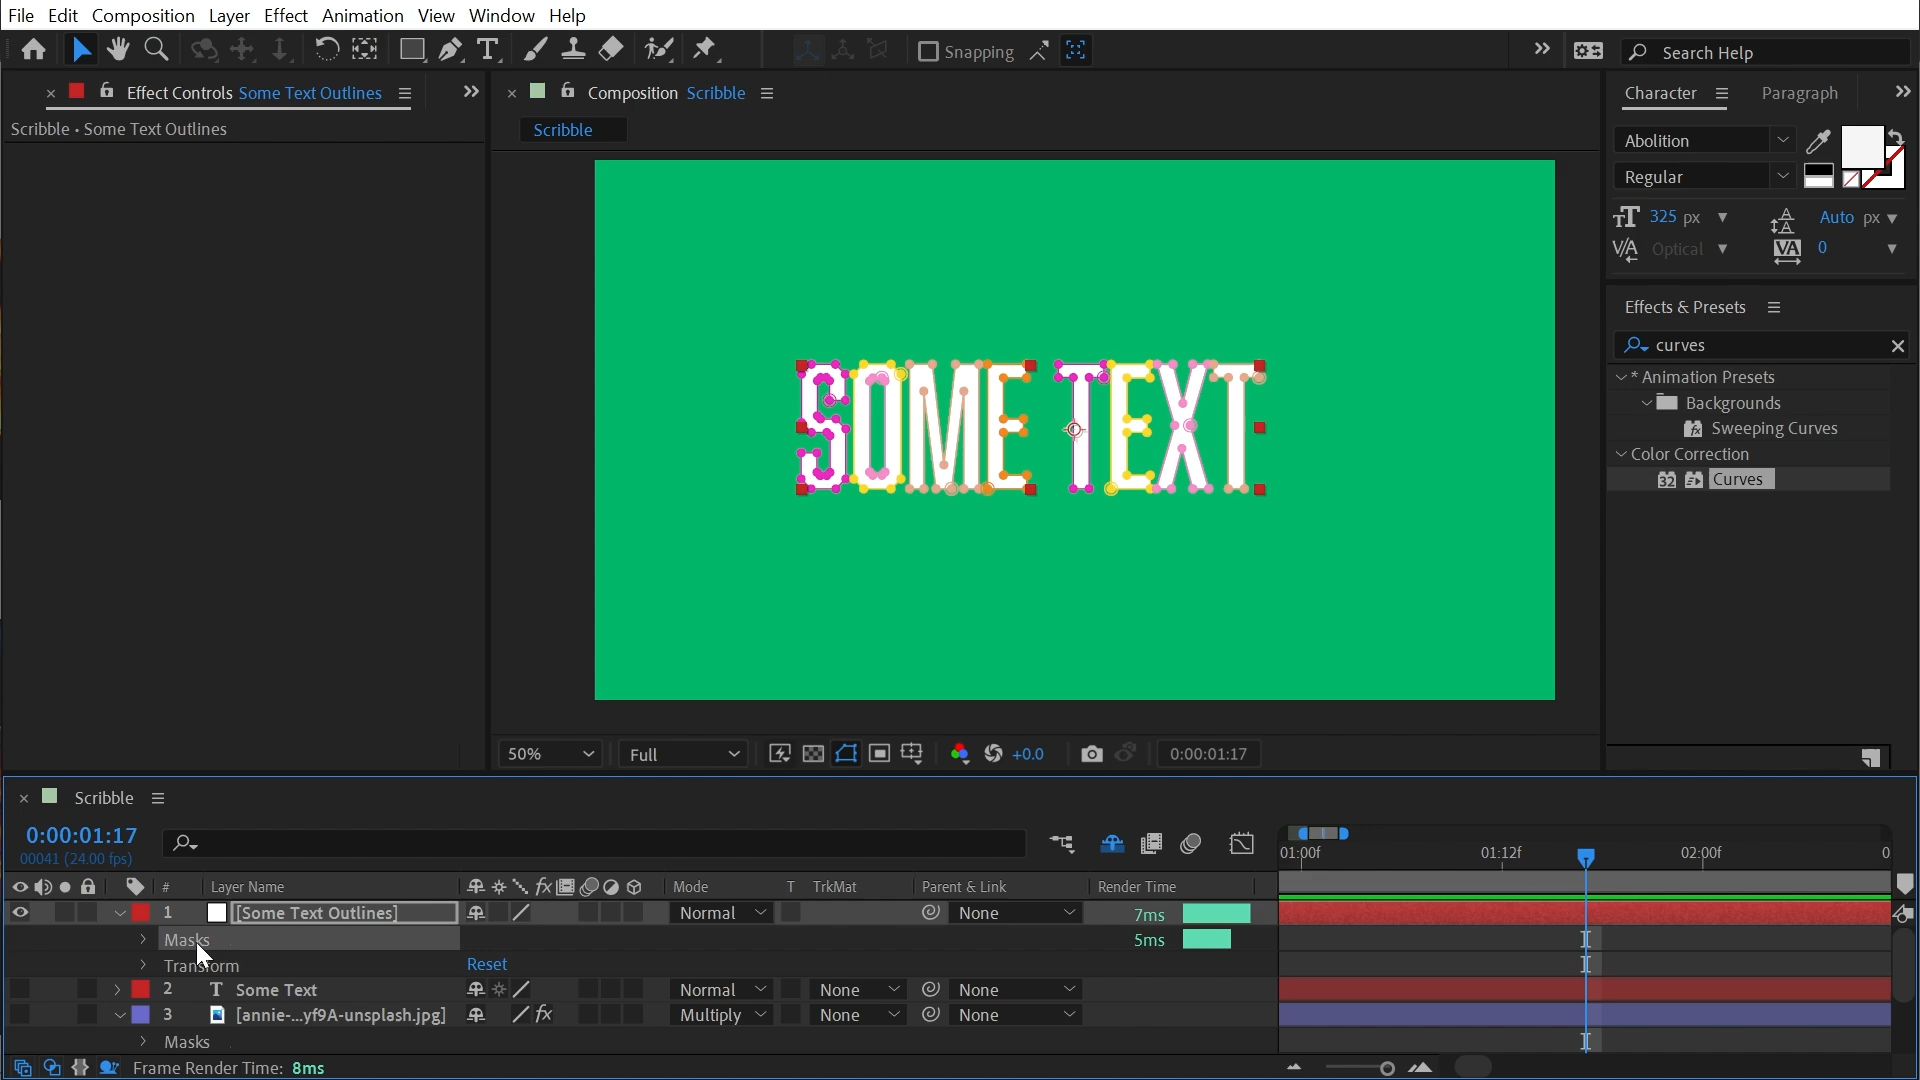 File Edit Composition Layer Effect Animation View Window Help
Snapping
Search Help
Effect Controls Some Text Outlines
Composition Scribble
Character Paragraph
Scribble • Some Text Outlines
Scribble
Abolition
Regular
325 px Auto px
Optical 0
Effects & Presets
curves
* Animation Presets
Backgrounds
Sweeping Curves
Color Correction
32 Curves
SOME TEXT
50% Full +0.0 0:00:01:17
Scribble
0:00:01:17
00041 (24.00 fps)
01:00f 01:12f 02:00f 0
# Layer Name Mode T TrkMat Parent & Link Render Time
1 [Some Text Outlines] Normal None 7ms
Masks 5ms
Transform Reset
2 T Some Text Normal None None
3 [annie-...yf9A-unsplash.jpg] fx Multiply None None
Masks
Frame Render Time: 8ms